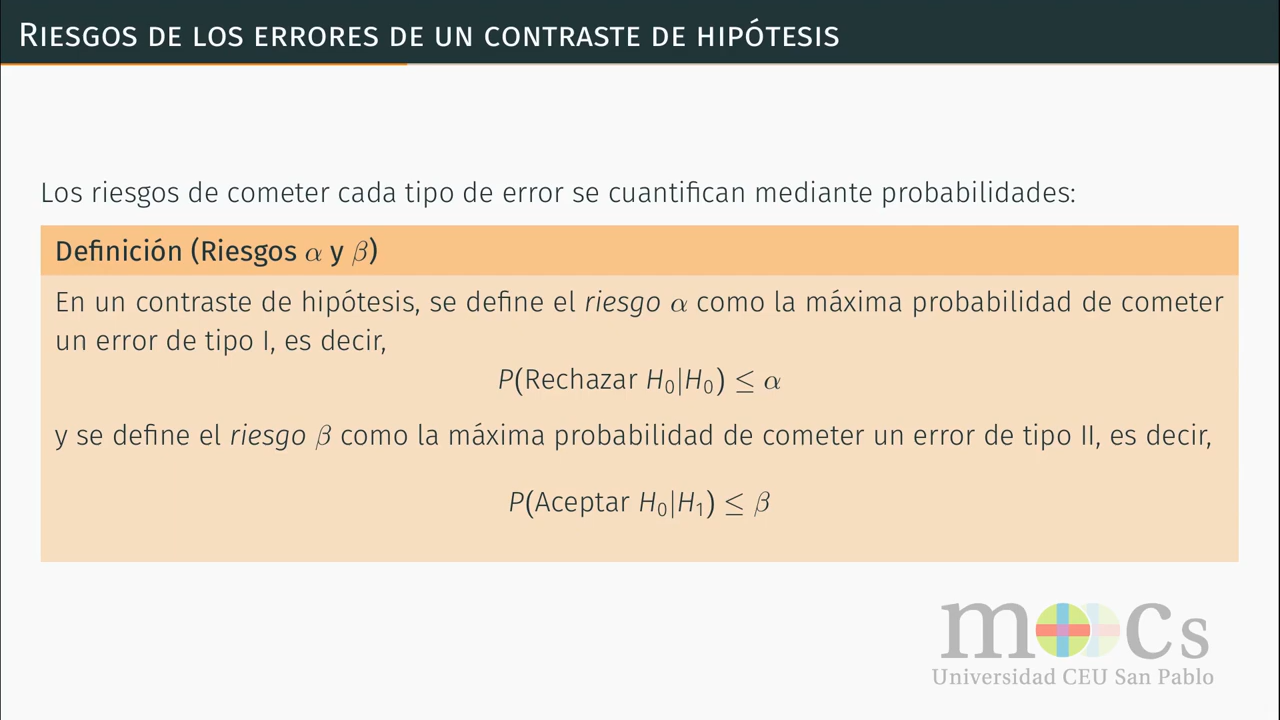 Riesgos de los errores de un contraste de hipótesis
Los riesgos de cometer cada tipo de error se cuantifican mediante probabilidades:
Definición (Riesgos α y β)
En un contraste de hipótesis, se define el riesgo α como la máxima probabilidad de cometer
un error de tipo I, es decir,
P(Rechazar H₀|H₀) ≤ α
y se define el riesgo β como la máxima probabilidad de cometer un error de tipo II, es decir,
P(Aceptar H₀|H₁) ≤ β
moocs
Universidad CEU San Pablo